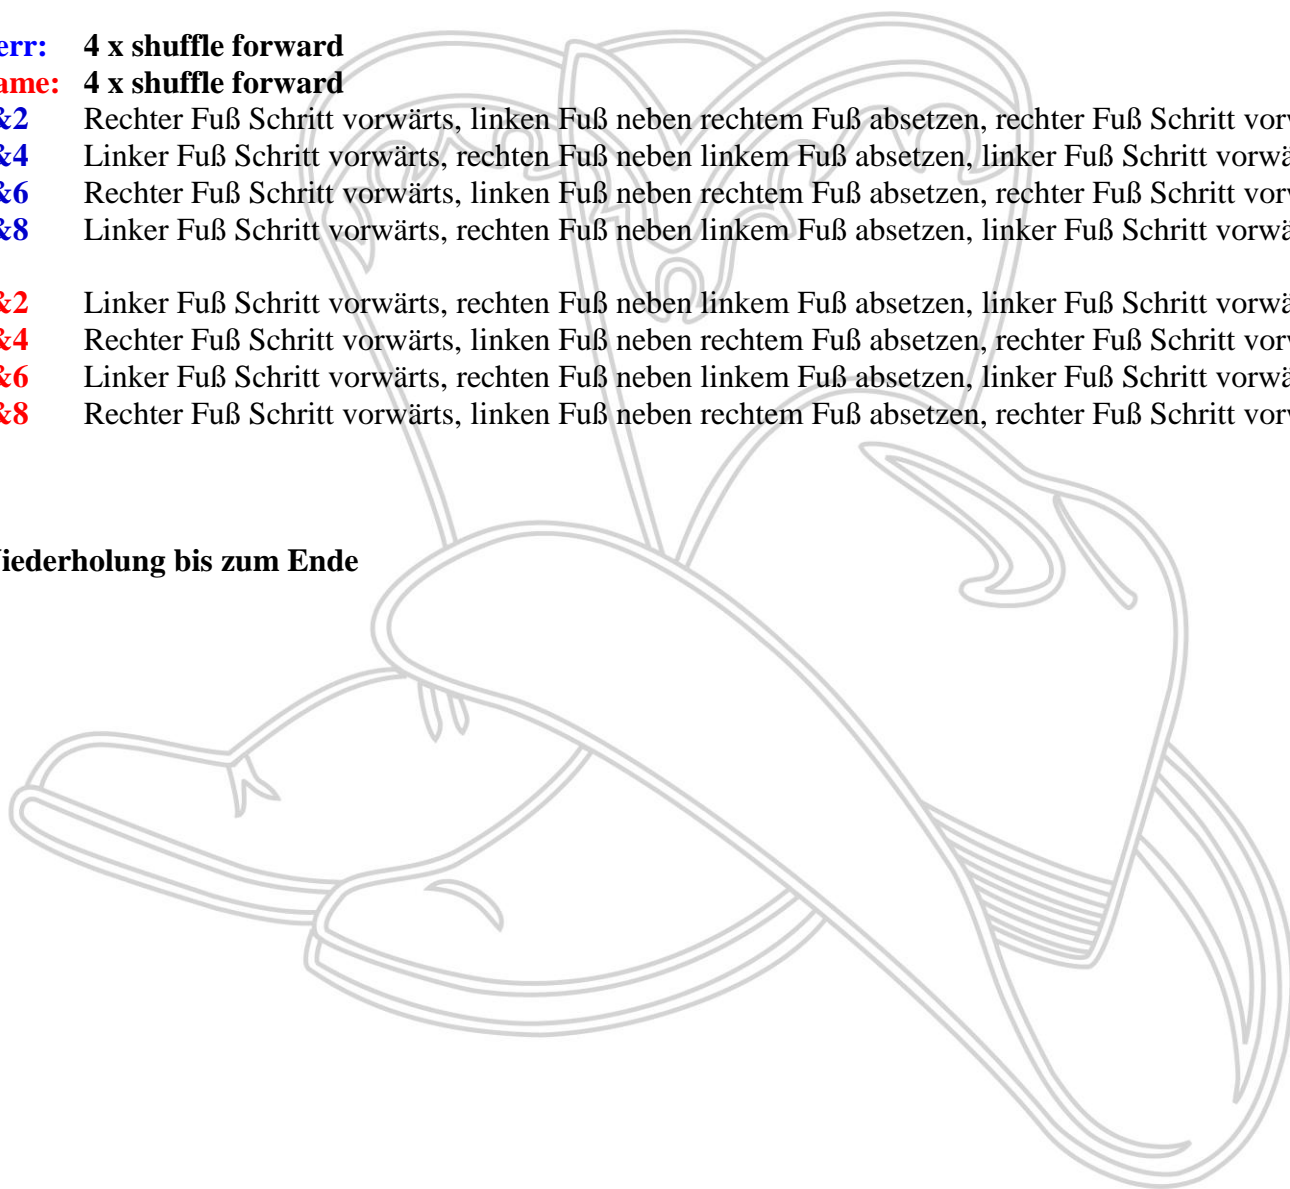 err: 4 x shuffle forward
ame: 4 x shuffle forward
&2 Rechter Fuß Schritt vorwärts, linken Fuß neben rechtem Fuß absetzen, rechter Fuß Schritt vor
&4 Linker Fuß Schritt vorwärts, rechten Fuß neben linkem Fuß absetzen, linker Fuß Schritt vorwä
&6 Rechter Fuß Schritt vorwärts, linken Fuß neben rechtem Fuß absetzen, rechter Fuß Schritt vor
&8 Linker Fuß Schritt vorwärts, rechten Fuß neben linkem Fuß absetzen, linker Fuß Schritt vorwä
&2 Linker Fuß Schritt vorwärts, rechten Fuß neben linkem Fuß absetzen, linker Fuß Schritt vorwä
&4 Rechter Fuß Schritt vorwärts, linken Fuß neben rechtem Fuß absetzen, rechter Fuß Schritt vor
&6 Linker Fuß Schritt vorwärts, rechten Fuß neben linkem Fuß absetzen, linker Fuß Schritt vorwä
&8 Rechter Fuß Schritt vorwärts, linken Fuß neben rechtem Fuß absetzen, rechter Fuß Schritt vor
iederholung bis zum Ende